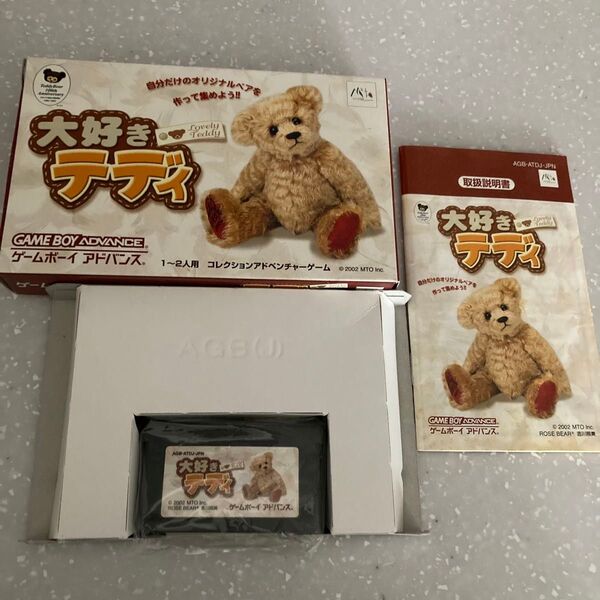 Teddy Bear
100th
Anniversary
自分だけのオリジナルベアを
作って集めよう!!
大好き
Lovely
Teddy
テディ
GAME BOY ADVANCE
ゲームボーイ アドバンス®
1~2人用 コレクションアドベンチャーゲーム
© 2002 MTO Inc.
AGB-ATDJ-JPN
取扱説明書
大好き
Lovely
Teddy
テディ
自分だけのオリジナルベアを
作って集めよう!!
GAME BOY ADVANCE
ゲームボーイ アドバンス®
© 2002 MTO Inc.
AGB(J)
AGB-ATDJ-JPN
大好き
テディ
© 2002 MTO Inc.
ゲームボーイ アドバンス®